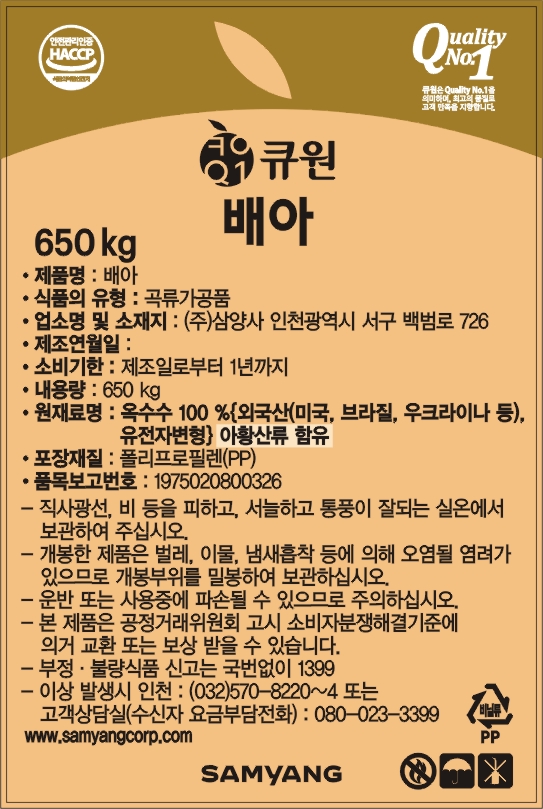 안전관리인증
HACCP
식품의약품안전처
Quality
No.1
큐원은 Quality No.1을
의미하며, 최고의 품질로
고객 만족을 지향합니다.
큐원
Q1
큐원
배아
650 kg
• 제품명 : 배아
• 식품의 유형 : 곡류가공품
• 업소명 및 소재지 : (주)삼양사 인천광역시 서구 백범로 726
• 제조연월일 :
• 소비기한 : 제조일로부터 1년까지
• 내용량 : 650 kg
• 원재료명 : 옥수수 100 %{외국산(미국, 브라질, 우크라이나 등),
유전자변형} 아황산류 함유
• 포장재질 : 폴리프로필렌(PP)
• 품목보고번호 : 1975020800326
– 직사광선, 비 등을 피하고, 서늘하고 통풍이 잘되는 실온에서
보관하여 주십시오.
– 개봉한 제품은 벌레, 이물, 냄새흡착 등에 의해 오염될 염려가
있으므로 개봉부위를 밀봉하여 보관하십시오.
– 운반 또는 사용중에 파손될 수 있으므로 주의하십시오.
– 본 제품은 공정거래위원회 고시 소비자분쟁해결기준에
의거 교환 또는 보상 받을 수 있습니다.
– 부정 · 불량식품 신고는 국번없이 1399
– 이상 발생시 인천 : (032)570–8220~4 또는
고객상담실(수신자 요금부담전화) : 080–023–3399
www.samyangcorp.com
비닐류
PP
SAMYANG